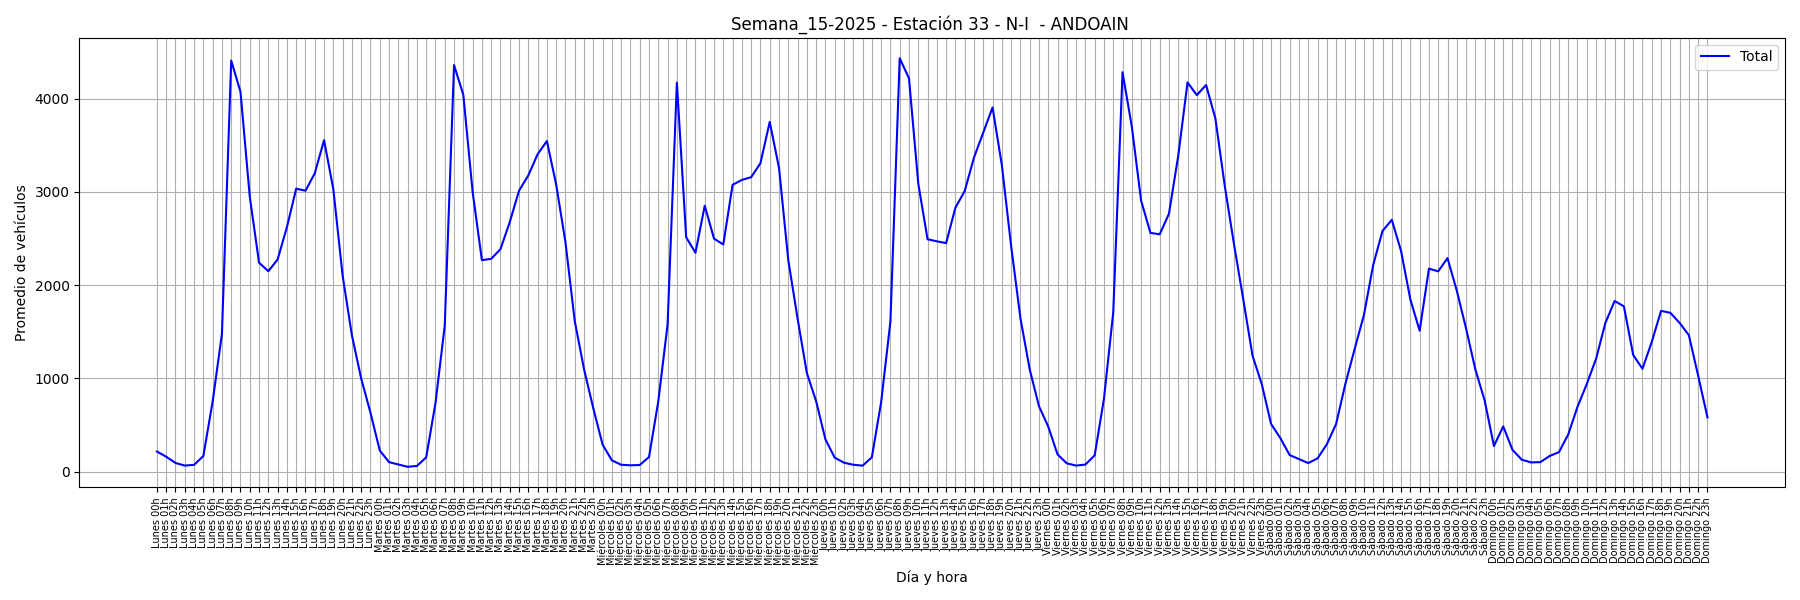 Semana_15-2025 - Estación 33 - N-I  - ANDOAIN
Total
Promedio de vehículos
4000
3000
2000
1000
0
Lunes 00h
Lunes 01h
Lunes 02h
Lunes 03h
Lunes 04h
Lunes 05h
Lunes 06h
Lunes 07h
Lunes 08h
Lunes 09h
Lunes 10h
Lunes 11h
Lunes 12h
Lunes 13h
Lunes 14h
Lunes 15h
Lunes 16h
Lunes 17h
Lunes 18h
Lunes 19h
Lunes 20h
Lunes 21h
Lunes 22h
Lunes 23h
Martes 00h
Martes 01h
Martes 02h
Martes 03h
Martes 04h
Martes 05h
Martes 06h
Martes 07h
Martes 08h
Martes 09h
Martes 10h
Martes 11h
Martes 12h
Martes 13h
Martes 14h
Martes 15h
Martes 16h
Martes 17h
Martes 18h
Martes 19h
Martes 20h
Martes 21h
Martes 22h
Martes 23h
Miércoles 00h
Miércoles 01h
Miércoles 02h
Miércoles 03h
Miércoles 04h
Miércoles 05h
Miércoles 06h
Miércoles 07h
Miércoles 08h
Miércoles 09h
Miércoles 10h
Miércoles 11h
Miércoles 12h
Miércoles 13h
Miércoles 14h
Miércoles 15h
Miércoles 16h
Miércoles 17h
Miércoles 18h
Miércoles 19h
Miércoles 20h
Miércoles 21h
Miércoles 22h
Miércoles 23h
Jueves 00h
Jueves 01h
Jueves 02h
Jueves 03h
Jueves 04h
Jueves 05h
Jueves 06h
Jueves 07h
Jueves 08h
Jueves 09h
Jueves 10h
Jueves 11h
Jueves 12h
Jueves 13h
Jueves 14h
Jueves 15h
Jueves 16h
Jueves 17h
Jueves 18h
Jueves 19h
Jueves 20h
Jueves 21h
Jueves 22h
Jueves 23h
Viernes 00h
Viernes 01h
Viernes 02h
Viernes 03h
Viernes 04h
Viernes 05h
Viernes 06h
Viernes 07h
Viernes 08h
Viernes 09h
Viernes 10h
Viernes 11h
Viernes 12h
Viernes 13h
Viernes 14h
Viernes 15h
Viernes 16h
Viernes 17h
Viernes 18h
Viernes 19h
Viernes 20h
Viernes 21h
Viernes 22h
Viernes 23h
Sábado 00h
Sábado 01h
Sábado 02h
Sábado 03h
Sábado 04h
Sábado 05h
Sábado 06h
Sábado 07h
Sábado 08h
Sábado 09h
Sábado 10h
Sábado 11h
Sábado 12h
Sábado 13h
Sábado 14h
Sábado 15h
Sábado 16h
Sábado 17h
Sábado 18h
Sábado 19h
Sábado 20h
Sábado 21h
Sábado 22h
Sábado 23h
Domingo 00h
Domingo 01h
Domingo 02h
Domingo 03h
Domingo 04h
Domingo 05h
Domingo 06h
Domingo 07h
Domingo 08h
Domingo 09h
Domingo 10h
Domingo 11h
Domingo 12h
Domingo 13h
Domingo 14h
Domingo 15h
Domingo 16h
Domingo 17h
Domingo 18h
Domingo 19h
Domingo 20h
Domingo 21h
Domingo 22h
Domingo 23h
Día y hora